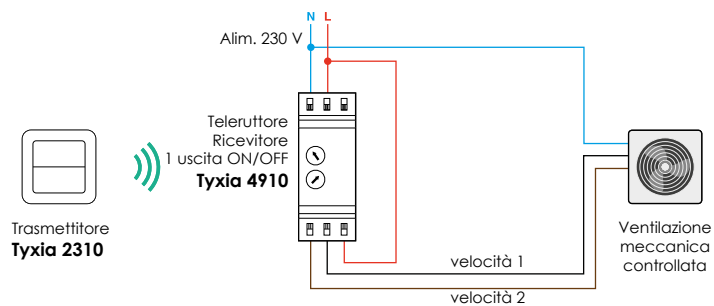 N L
Alim. 230 V
Teleruttore
Ricevitore
1 uscita ON/OFF
Tyxia 4910
Trasmettitore
Tyxia 2310
Ventilazione
meccanica
controllata
velocità 1
velocità 2